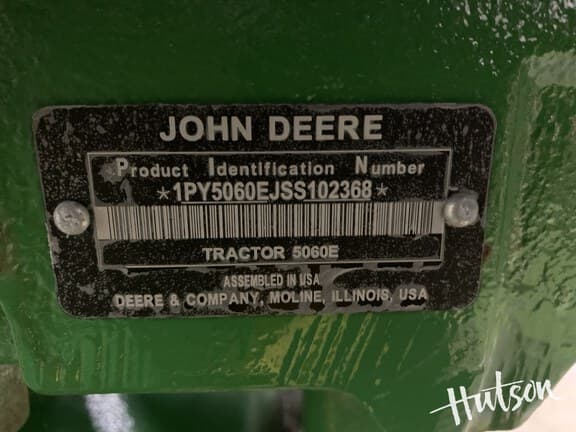 JOHN DEERE
Product Identification Number
*1PY5060EJSS102368*
TRACTOR 5060E
ASSEMBLED IN USA
DEERE & COMPANY, MOLINE, ILLINOIS, USA
Hutson